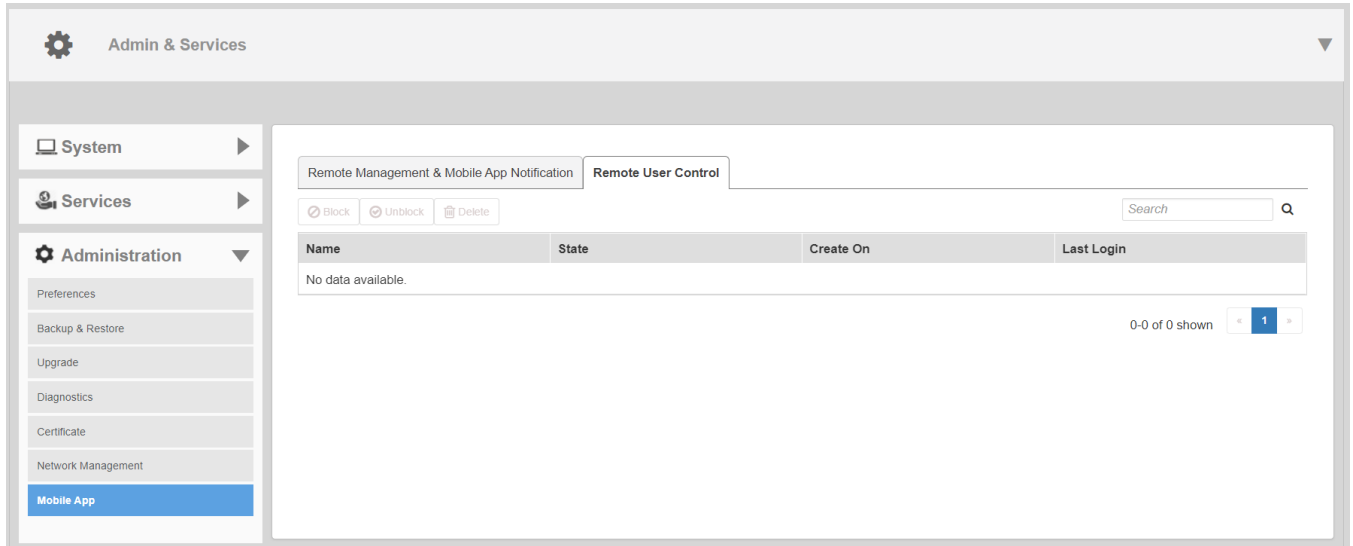 Admin & Services
System
Services
Administration
Preferences
Backup & Restore
Upgrade
Diagnostics
Certificate
Network Management
Mobile App
Remote Management & Mobile App Notification Remote User Control
Block Unblock Delete Search
Name State Create On Last Login
No data available.
0-0 of 0 shown « 1 »